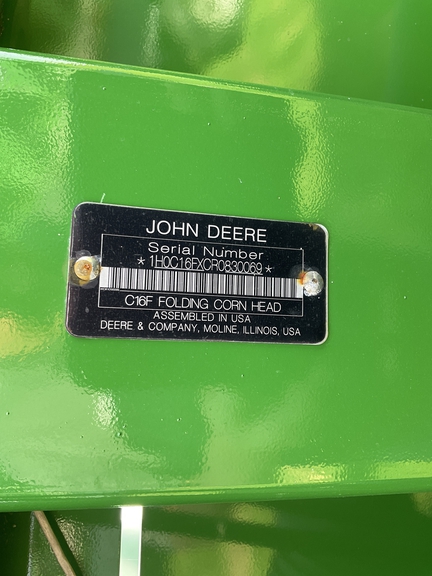 JOHN DEERE
Serial Number
*1H0C16FXCR0830069*
C16F FOLDING CORN HEAD
ASSEMBLED IN USA
DEERE & COMPANY, MOLINE, ILLINOIS, USA